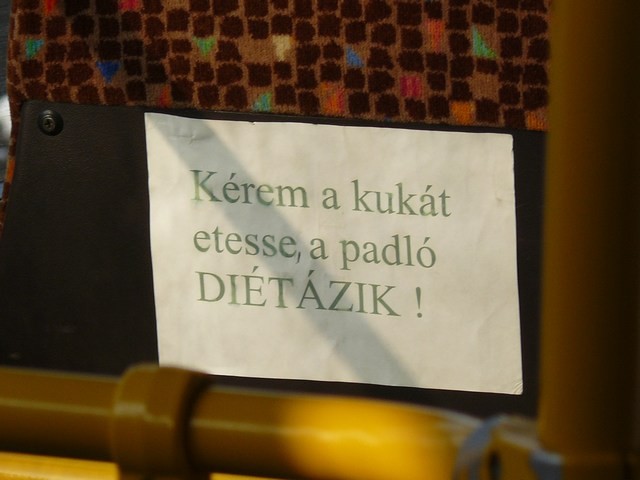 Kérem a kukát
etesse, a padló
DIÉTÁZIK !